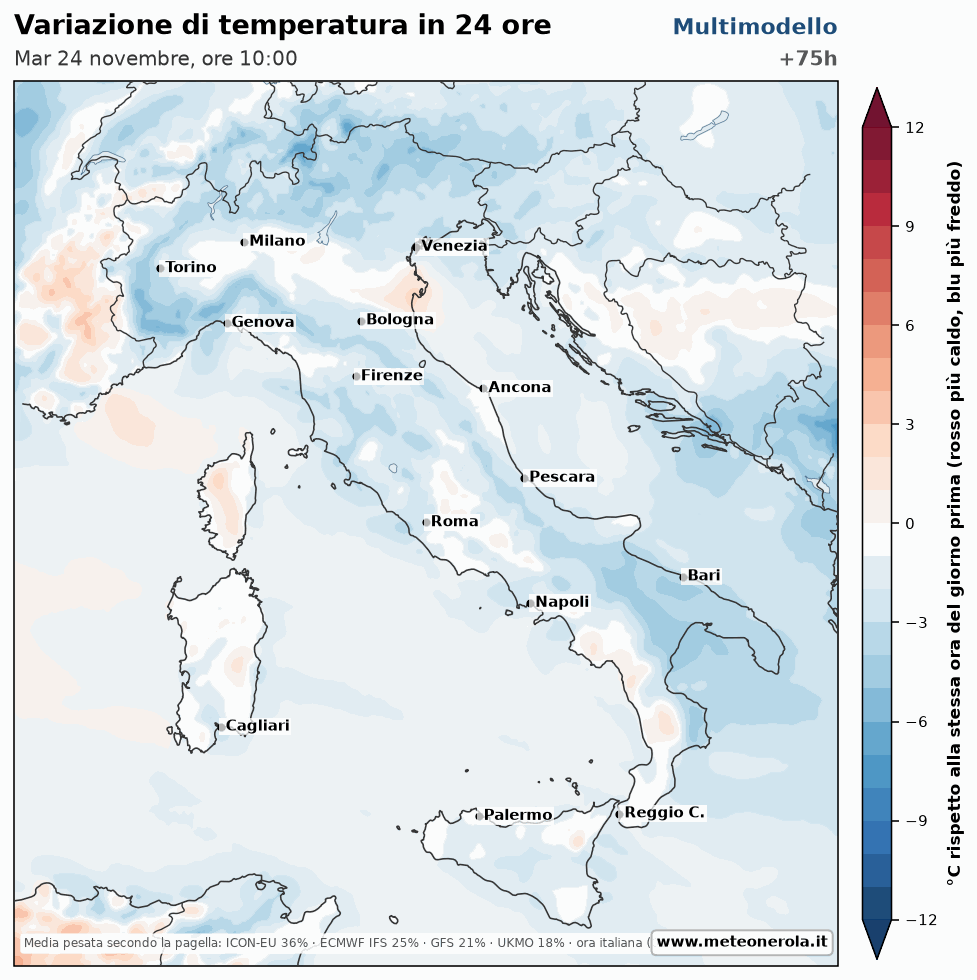 Variazione di temperatura in 24 ore
Multimodello
Mar 24 novembre, ore 10:00
+75h
Milano
Venezia
Torino
Genova
Bologna
Firenze
Ancona
Pescara
Roma
Bari
Napoli
Cagliari
Palermo
Reggio C.
12
9
6
3
0
−3
−6
−9
−12
°C rispetto alla stessa ora del giorno prima (rosso più caldo, blu più freddo)
Media pesata secondo la pagella: ICON-EU 36% · ECMWF IFS 25% · GFS 21% · UKMO 18% · ora italiana (
www.meteonerola.it